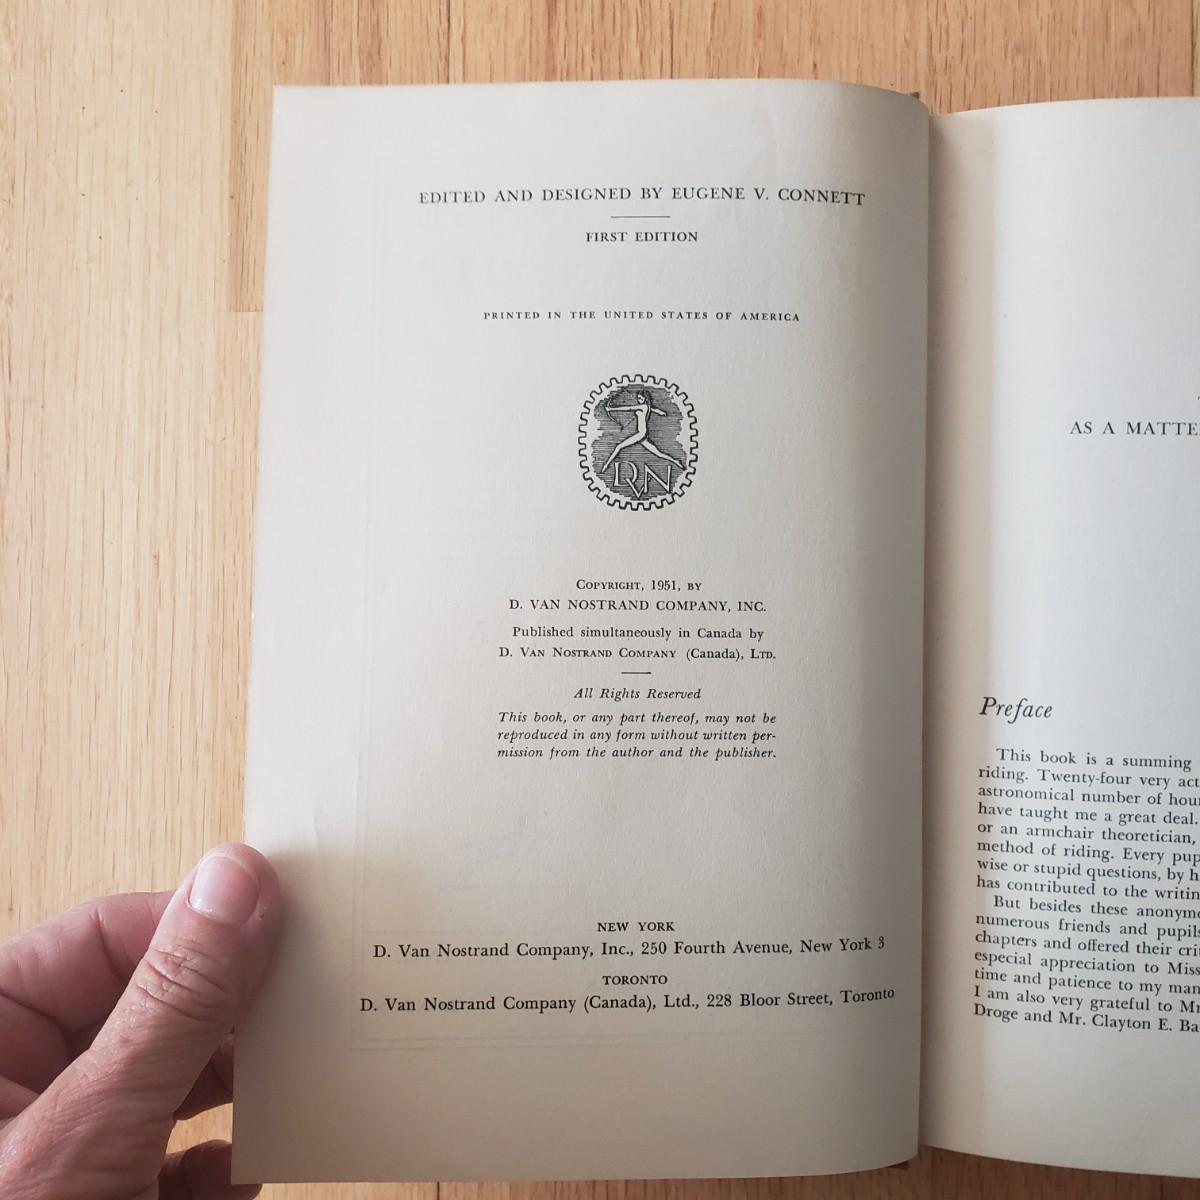 EDITED AND DESIGNED BY EUGENE V. CONNETT
FIRST EDITION
PRINTED IN THE UNITED STATES OF AMERICA
DVN
COPYRIGHT, 1951, BY
D. VAN NOSTRAND COMPANY, INC.
Published simultaneously in Canada by
D. VAN NOSTRAND COMPANY (Canada), LTD.
All Rights Reserved
This book, or any part thereof, may not be
reproduced in any form without written per-
mission from the author and the publisher.
NEW YORK
D. Van Nostrand Company, Inc., 250 Fourth Avenue, New York 3
TORONTO
D. Van Nostrand Company (Canada), Ltd., 228 Bloor Street, Toronto
AS A MATTE
Preface
This book is a summing
riding. Twenty-four very act
astronomical number of hou
have taught me a great deal.
or an armchair theoretician,
method of riding. Every pup
wise or stupid questions, by h
has contributed to the writin
But besides these anonymo
numerous friends and pupils
chapters and offered their crit
especial appreciation to Miss
time and patience to my man
I am also very grateful to Mr
Droge and Mr. Clayton E. Ba